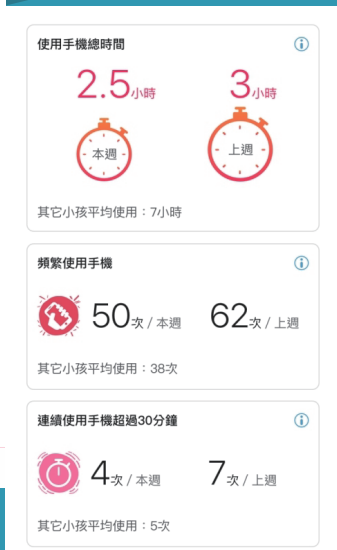 使用手機總時間
2.5小時 3小時
本週 上週
其它小孩平均使用：7小時
頻繁使用手機
50次 / 本週 62次 / 上週
其它小孩平均使用：38次
連續使用手機超過30分鐘
4次 / 本週 7次 / 上週
其它小孩平均使用：5次